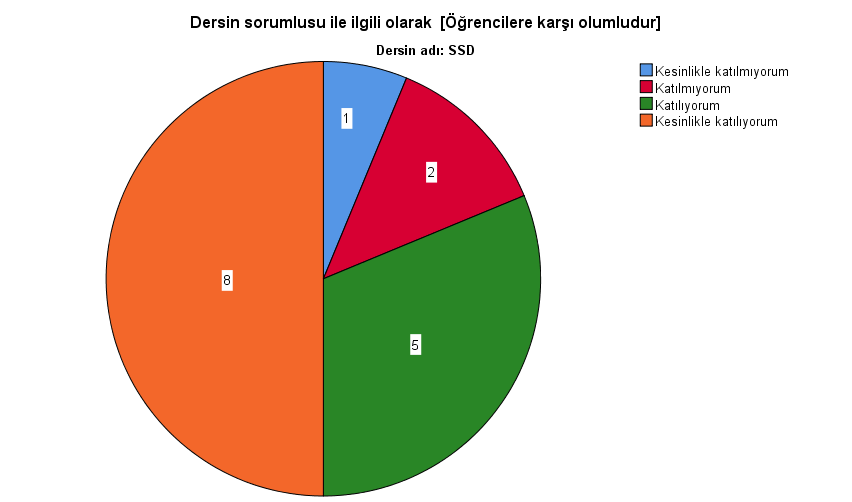 Dersin sorumlusu ile ilgili olarak  [Öğrencilere karşı olumludur]
Dersin adı: SSD
Kesinlikle katılmıyorum
Katılmıyorum
Katılıyorum
Kesinlikle katılıyorum
1
2
8
5